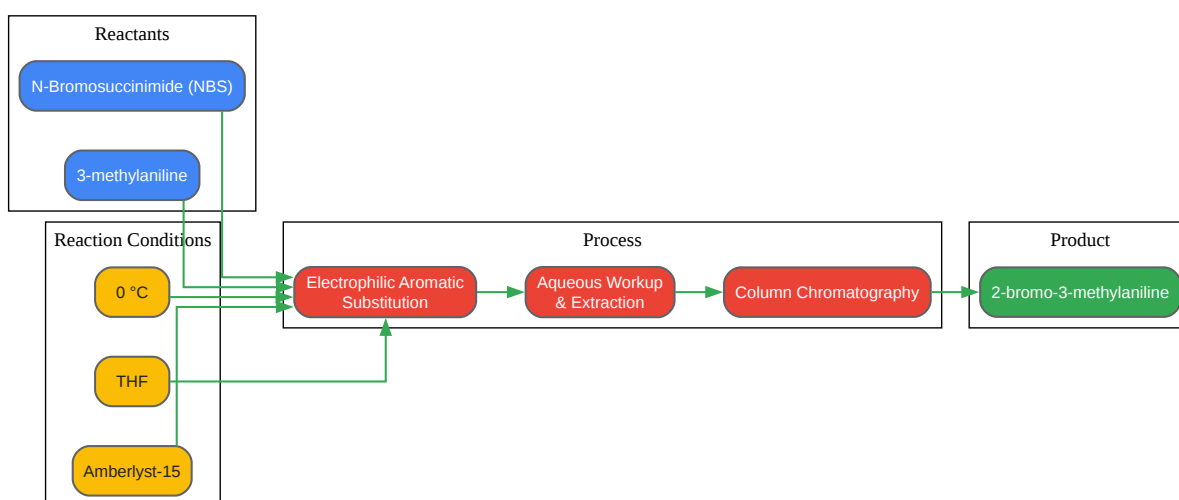 Reactants
N-Bromosuccinimide (NBS)
3-methylaniline
Reaction Conditions
0 °C
THF
Amberlyst-15
Process
Electrophilic Aromatic
Substitution
Aqueous Workup
& Extraction
Column Chromatography
Product
2-bromo-3-methylaniline